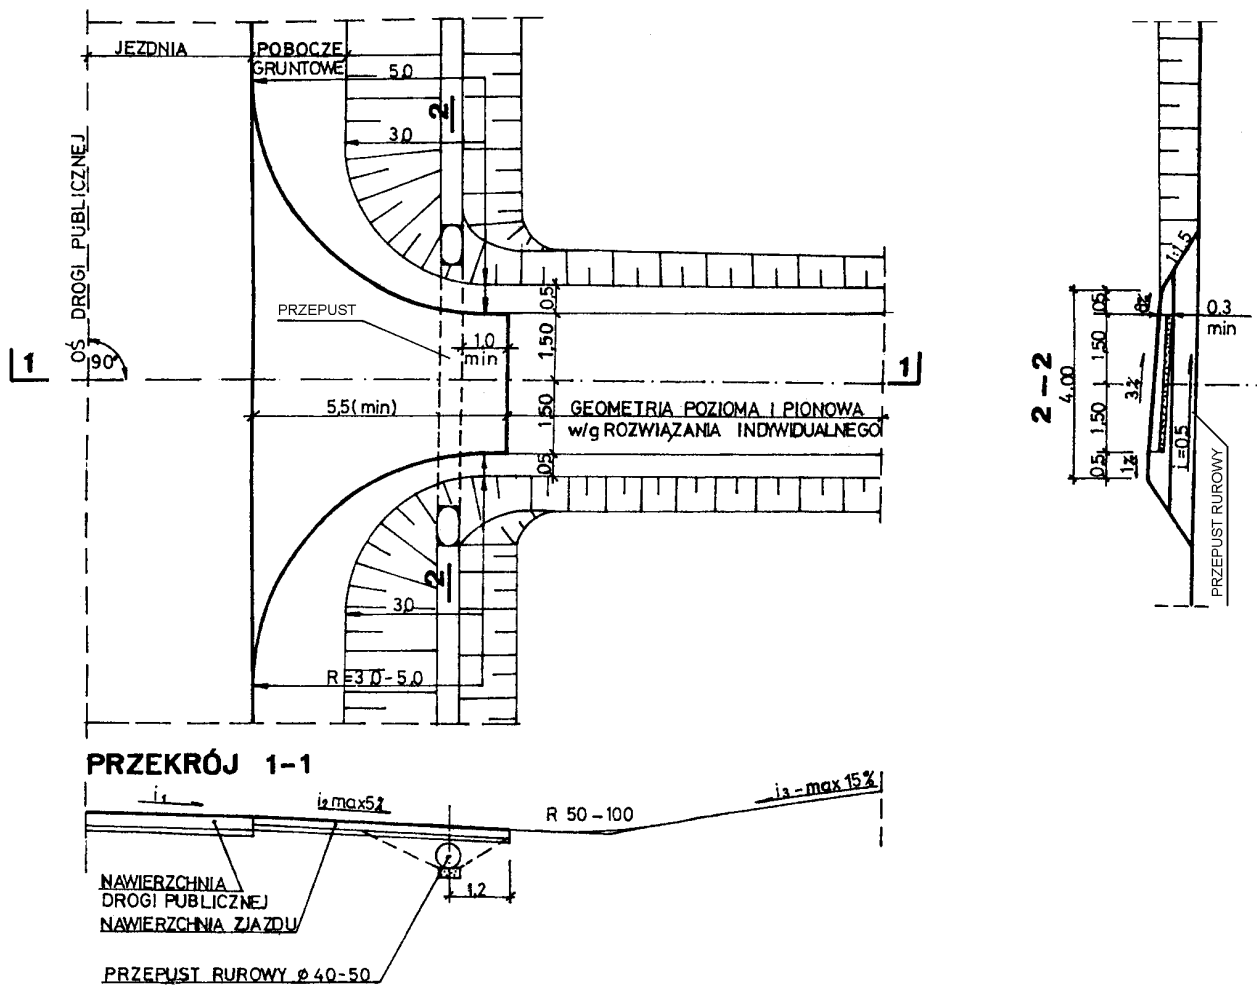 JEZDNIA
POBOCZE
GRUNTOWE
5,0
3,0
2
OŚ DROGI PUBLICZNEJ
90°
1
PRZEPUST
1,0
min
0,5
1,50
1,50
0,5
1
5,5(min)
GEOMETRIA POZIOMA I PIONOWA
w/g ROZWIĄZANIA INDYWIDUALNEGO
2
3,0
R=3,0-5,0
1:1,5
8%
0,3
min
0,5
1,50
1,50
0,5
4,00
3%
1%
i=0,5
2-2
PRZEPUST RUROWY
PRZEKRÓJ 1-1
i1
i2 max5%
R 50-100
i3-max 15%
1,2
NAWIERZCHNIA
DROGI PUBLICZNEJ
NAWIERZCHNIA ZJAZDU
PRZEPUST RUROWY ø 40-50